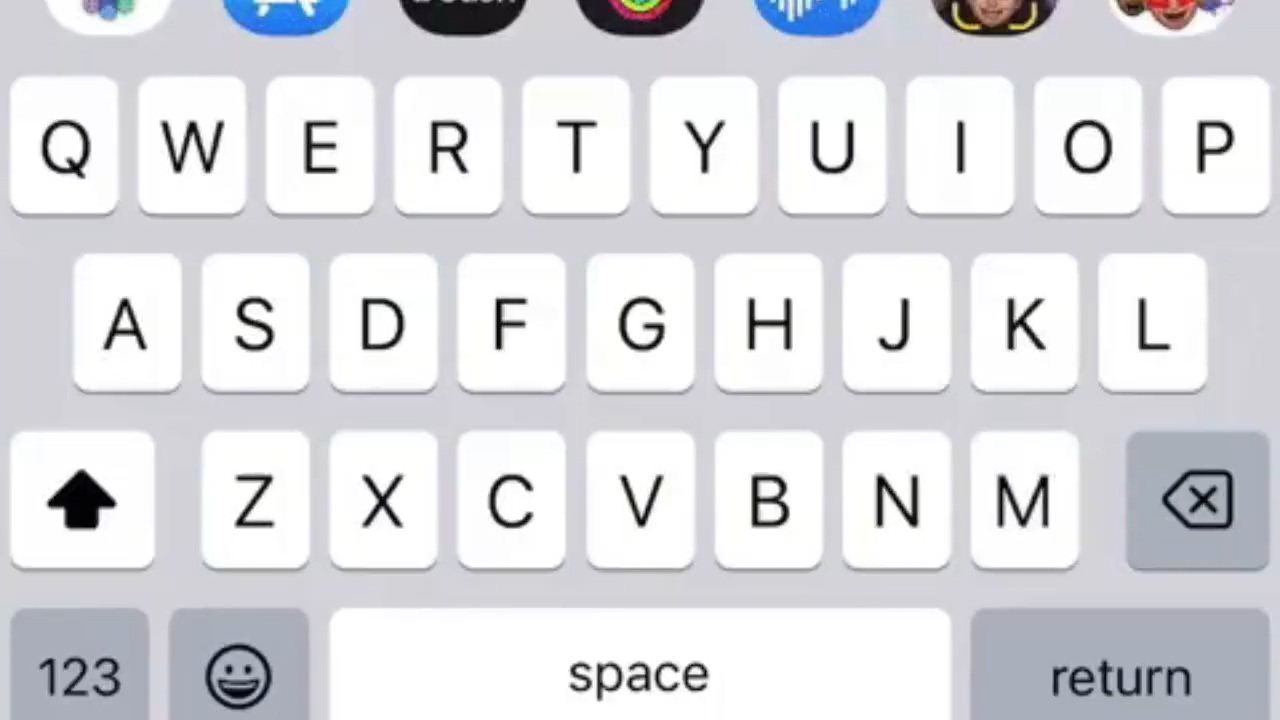 Q W E R T Y U I O P
A S D F G H J K L
Z X C V B N M
123 space return